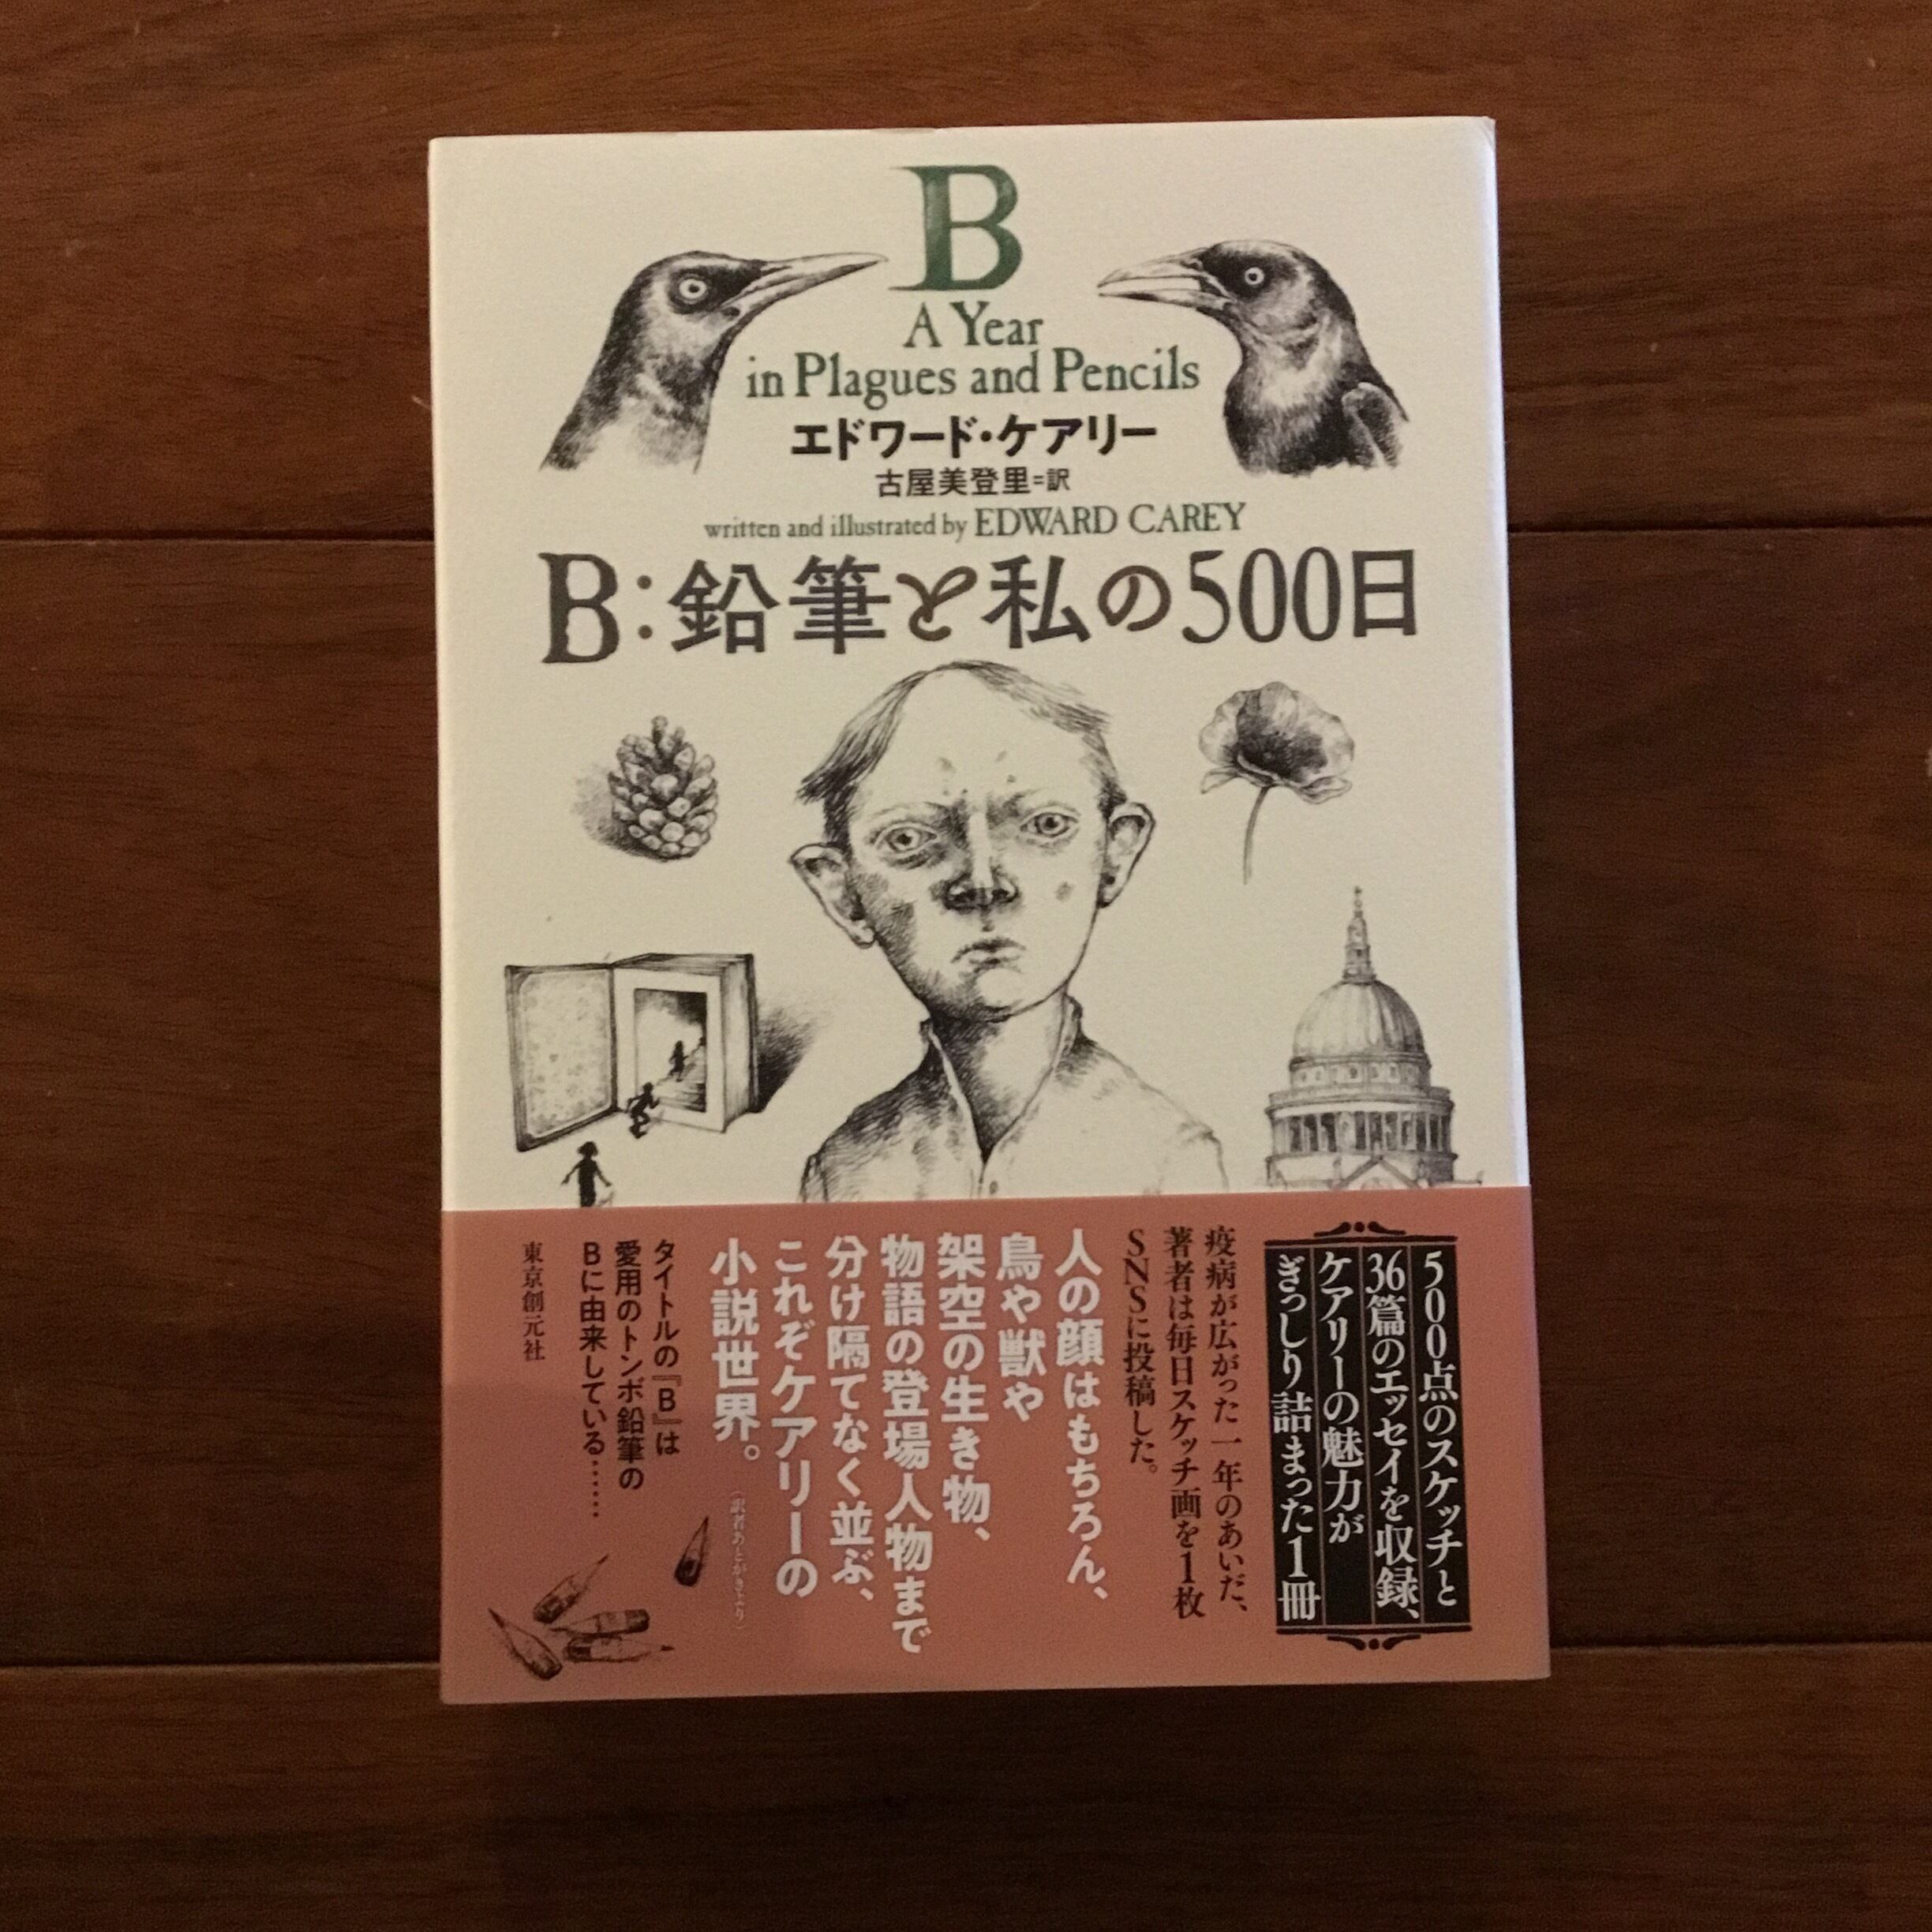 B
A Year
in Plagues and Pencils
エドワード・ケアリー
古屋美登里=訳
written and illustrated by EDWARD CAREY
B:鉛筆と私の500日
500点のスケッチと
36篇のエッセイを収録、
ケアリーの魅力が
ぎっしり詰まった1冊
疫病が広がった一年のあいだ、
著者は毎日スケッチ画を1枚
SNSに投稿した。
人の顔はもちろん、
鳥や獣や
架空の生き物、
物語の登場人物まで
分け隔てなく並ぶ、
これぞケアリーの
小説世界。
(訳者あとがきより)
タイトルの『B』は
愛用のトンボ鉛筆の
Bに由来している……
東京創元社